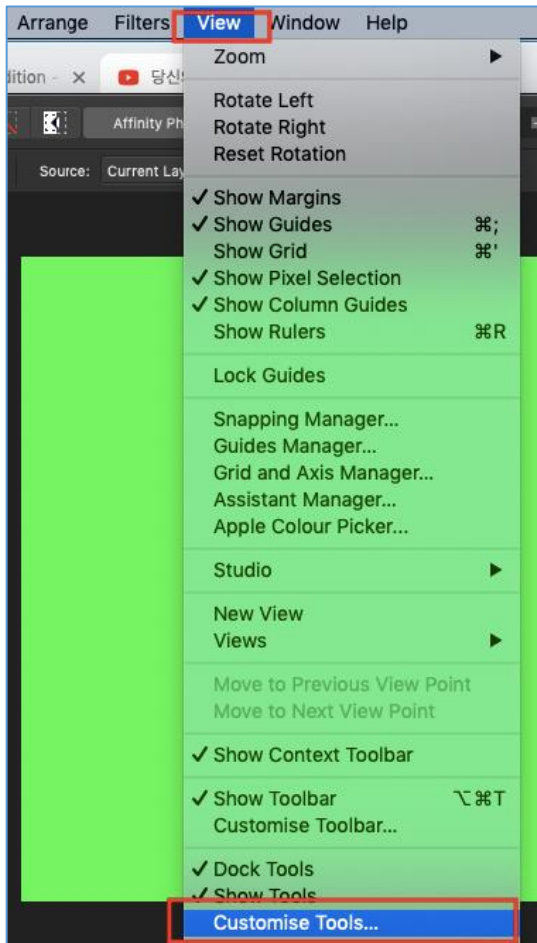 Arrange Filters View Window Help
dition - × 당신
Zoom
Rotate Left
Affinity Ph
Rotate Right
Reset Rotation
Source: Current Lay
✓ Show Margins
✓ Show Guides ⌘;
Show Grid ⌘'
✓ Show Pixel Selection
✓ Show Column Guides
Show Rulers ⌘R
Lock Guides
Snapping Manager...
Guides Manager...
Grid and Axis Manager...
Assistant Manager...
Apple Colour Picker...
Studio
New View
Views
Move to Previous View Point
Move to Next View Point
✓ Show Context Toolbar
✓ Show Toolbar ⌥⌘T
Customise Toolbar...
✓ Dock Tools
✓ Show Tools
Customise Tools...